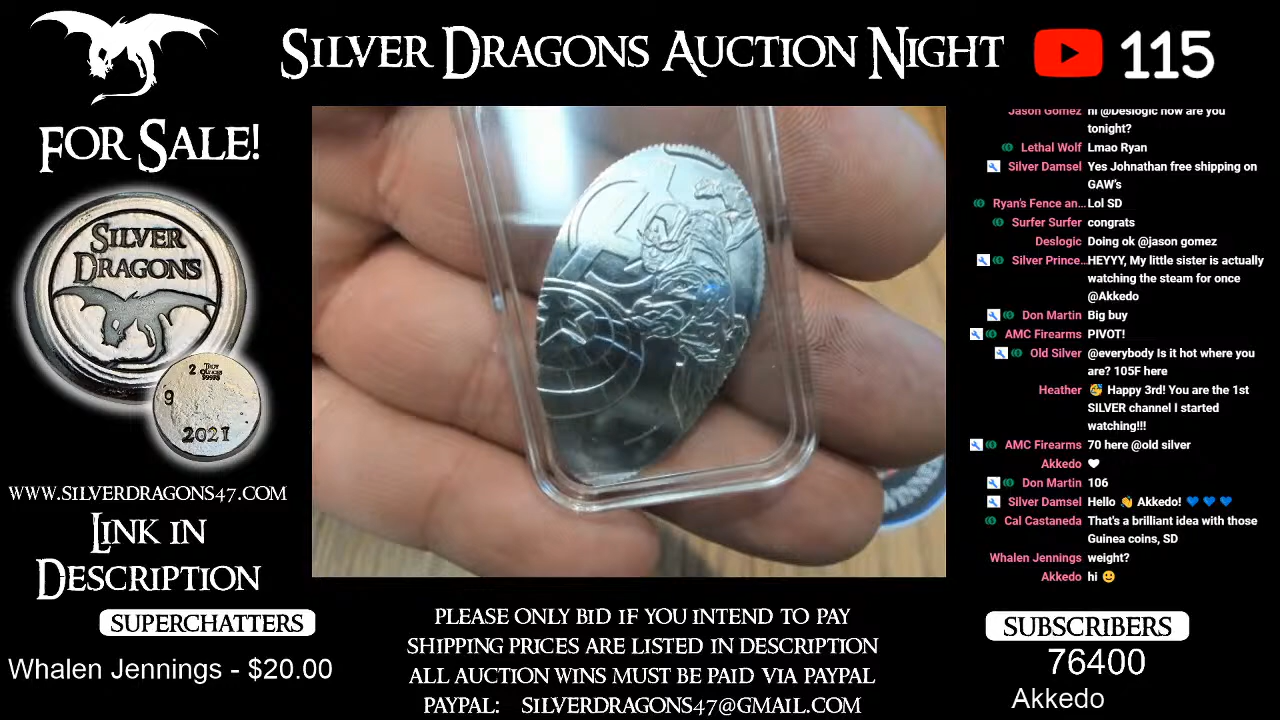 SILVER DRAGONS AUCTION NIGHT
115
FOR SALE!
SILVER
DRAGONS
2 TROY
OUNCES
9
2021
WWW.SILVERDRAGONS47.COM
LINK IN
DESCRIPTION
SUPERCHATTERS
Whalen Jennings - $20.00
PLEASE ONLY BID IF YOU INTEND TO PAY
SHIPPING PRICES ARE LISTED IN DESCRIPTION
ALL AUCTION WINS MUST BE PAID VIA PAYPAL
PAYPAL: SILVERDRAGONS47@GMAIL.COM
Jason Gomez hi @Deslogic how are you
tonight?
Lethal Wolf Lmao Ryan
Silver Damsel Yes Johnathan free shipping on
GAW's
Ryan's Fence an... Lol SD
Surfer Surfer congrats
Deslogic Doing ok @jason gomez
Silver Prince... HEYYY, My little sister is actually
watching the steam for once
@Akkedo
Don Martin Big buy
AMC Firearms PIVOT!
Old Silver @everybody Is it hot where you
are? 105F here
Heather 🥳 Happy 3rd! You are the 1st
SILVER channel I started
watching!!!
AMC Firearms 70 here @old silver
Akkedo 🤍
Don Martin 106
Silver Damsel Hello 👋 Akkedo! 💙 💙 💙
Cal Castaneda That's a brilliant idea with those
Guinea coins, SD
Whalen Jennings weight?
Akkedo hi 🙂
SUBSCRIBERS
76400
Akkedo